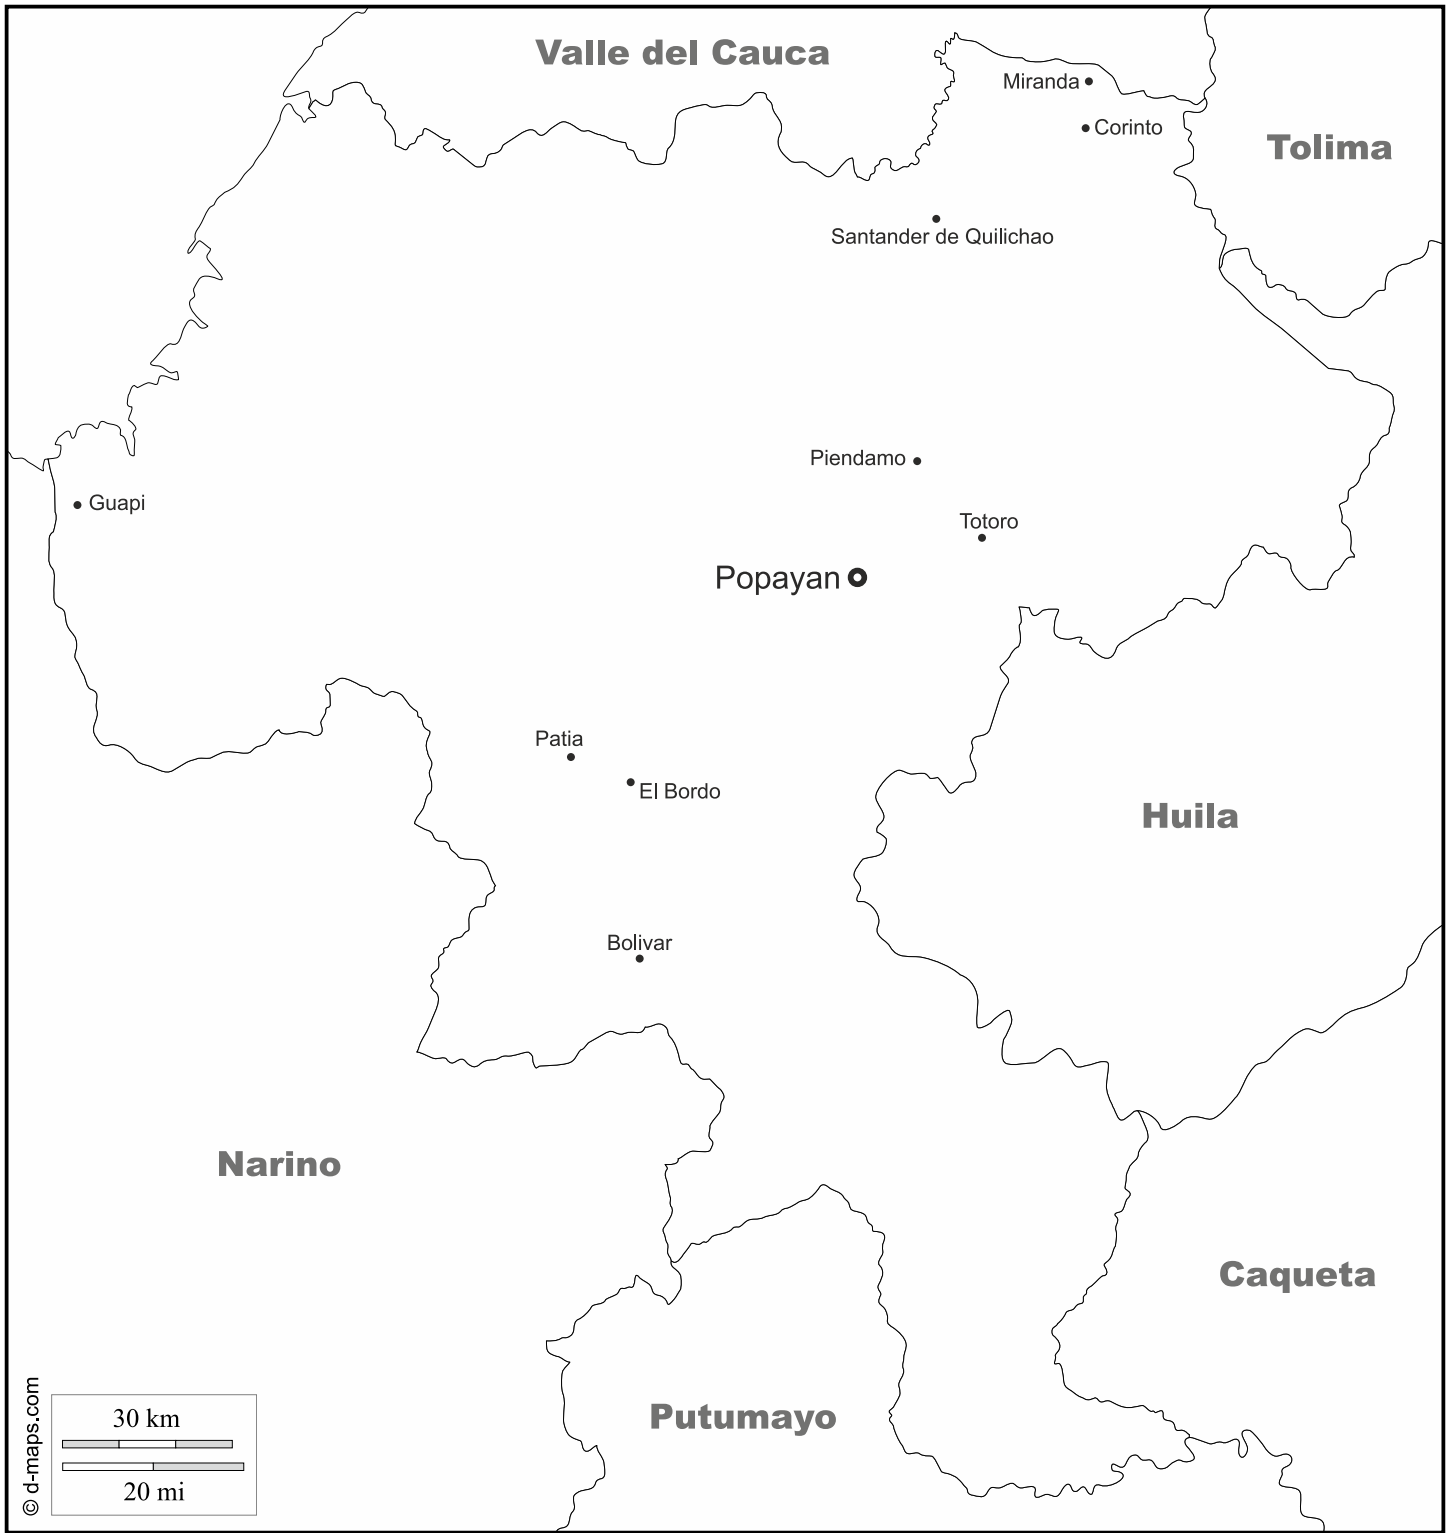 Valle del Cauca
Miranda
Corinto
Tolima
Santander de Quilichao
Piendamo
Guapi
Totoro
Popayan
Patia
El Bordo
Huila
Bolivar
Narino
Caqueta
Putumayo
30 km
20 mi
© d-maps.com